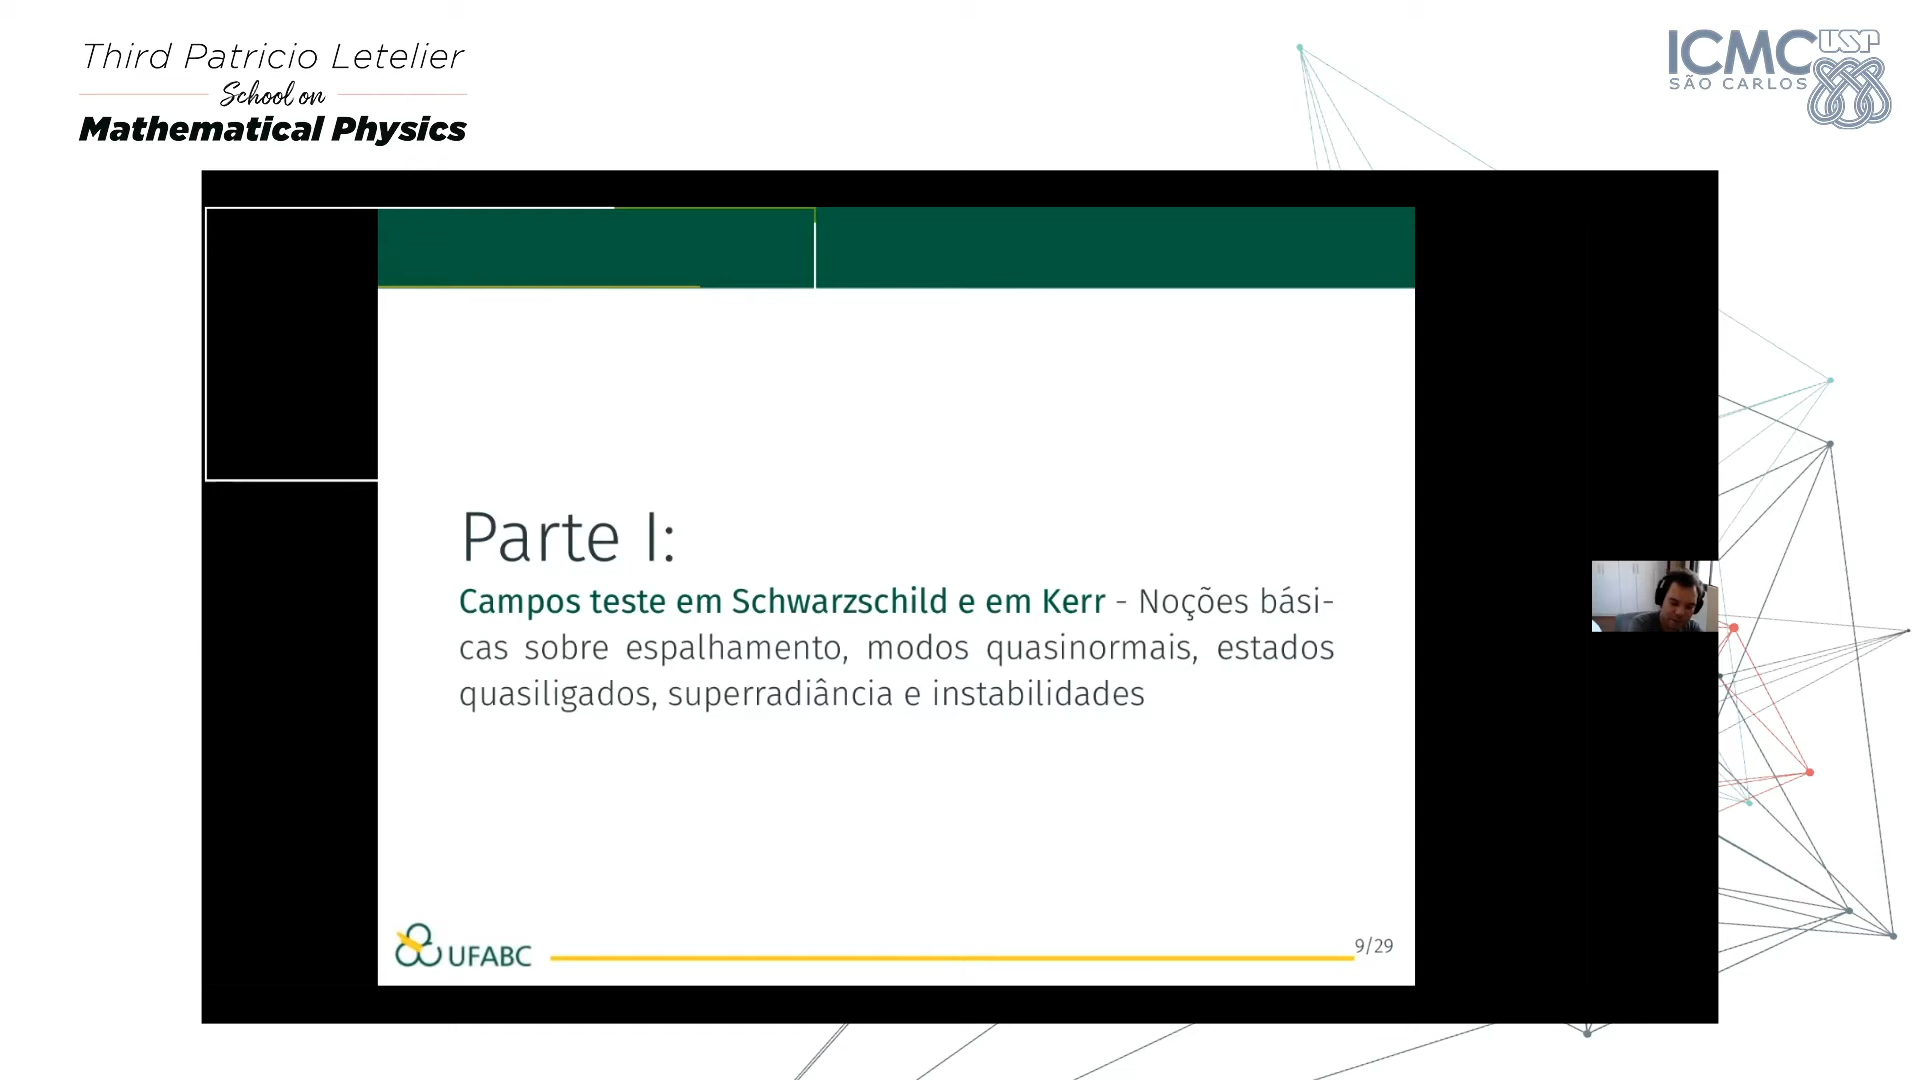 Third Patricio Letelier
School on
Mathematical Physics
ICMC USP
SÃO CARLOS
Parte I:
Campos teste em Schwarzschild e em Kerr - Noções bási-
cas sobre espalhamento, modos quasinormais, estados
quasiligados, superradiância e instabilidades
UFABC
9/29